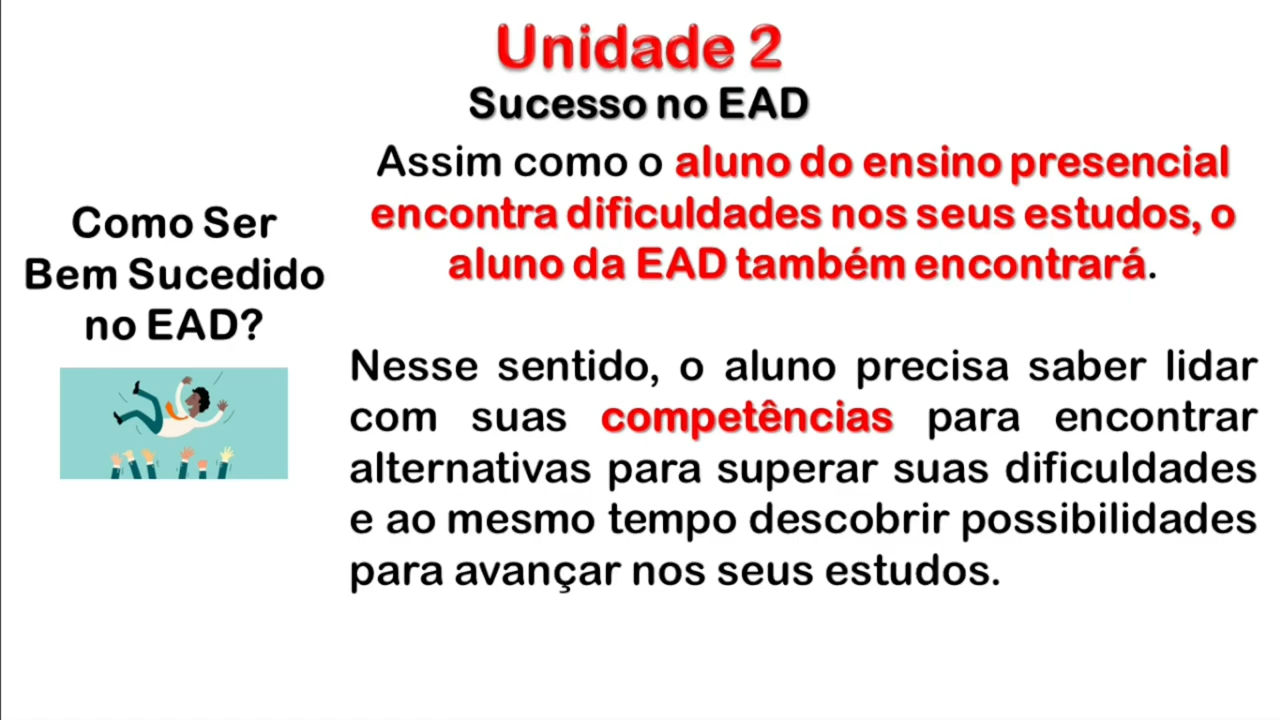 Unidade 2
Sucesso no EAD
Como Ser
Bem Sucedido
no EAD?
Assim como o aluno do ensino presencial
encontra dificuldades nos seus estudos, o
aluno da EAD também encontrará.
Nesse sentido, o aluno precisa saber lidar
com suas competências para encontrar
alternativas para superar suas dificuldades
e ao mesmo tempo descobrir possibilidades
para avançar nos seus estudos.